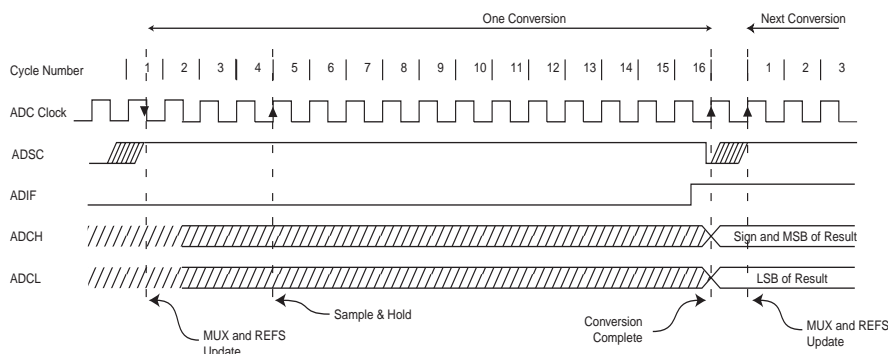 One Conversion
Next Conversion
Cycle Number 1 2 3 4 5 6 7 8 9 10 11 12 13 14 15 16 1 2 3
ADC Clock
ADSC
ADIF
ADCH Sign and MSB of Result
ADCL LSB of Result
MUX and REFS
Update
Sample & Hold
Conversion
Complete
MUX and REFS
Update